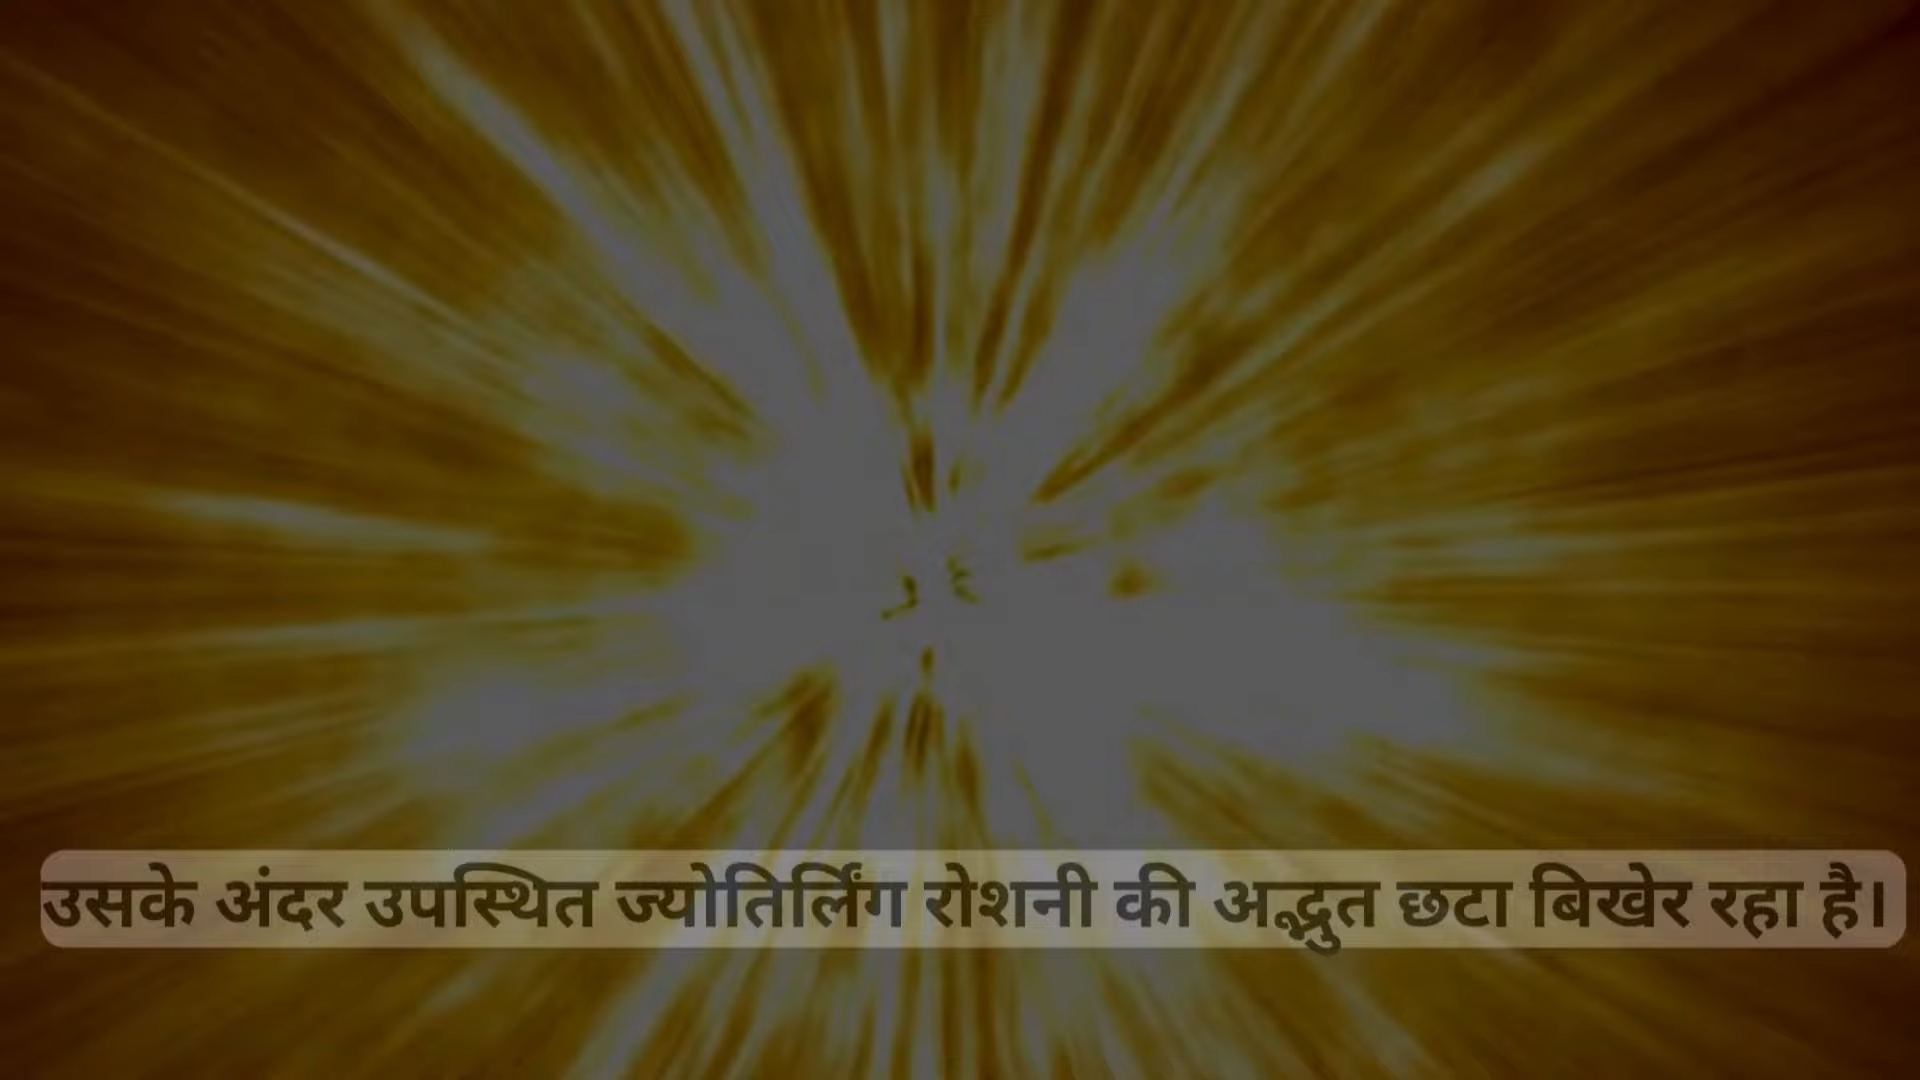 उसके अंदर उपस्थित ज्योतिर्लिंग रोशनी की अद्भुत छटा बिखेर रहा है।